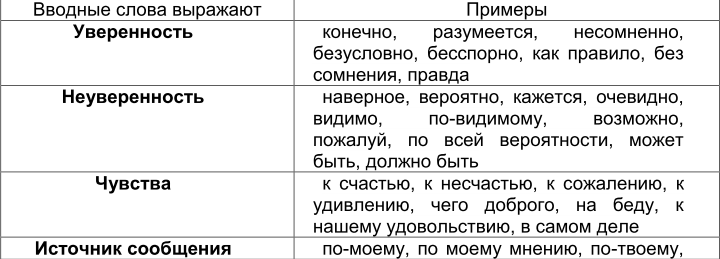 Вводные слова выражают Примеры
Уверенность конечно, разумеется, несомненно,
безусловно, бесспорно, как правило, без
сомнения, правда
Неуверенность наверное, вероятно, кажется, очевидно,
видимо, по-видимому, возможно,
пожалуй, по всей вероятности, может
быть, должно быть
Чувства к счастью, к несчастью, к сожалению, к
удивлению, чего доброго, на беду, к
нашему удовольствию, в самом деле
Источник сообщения по-моему, по моему мнению, по-твоему,